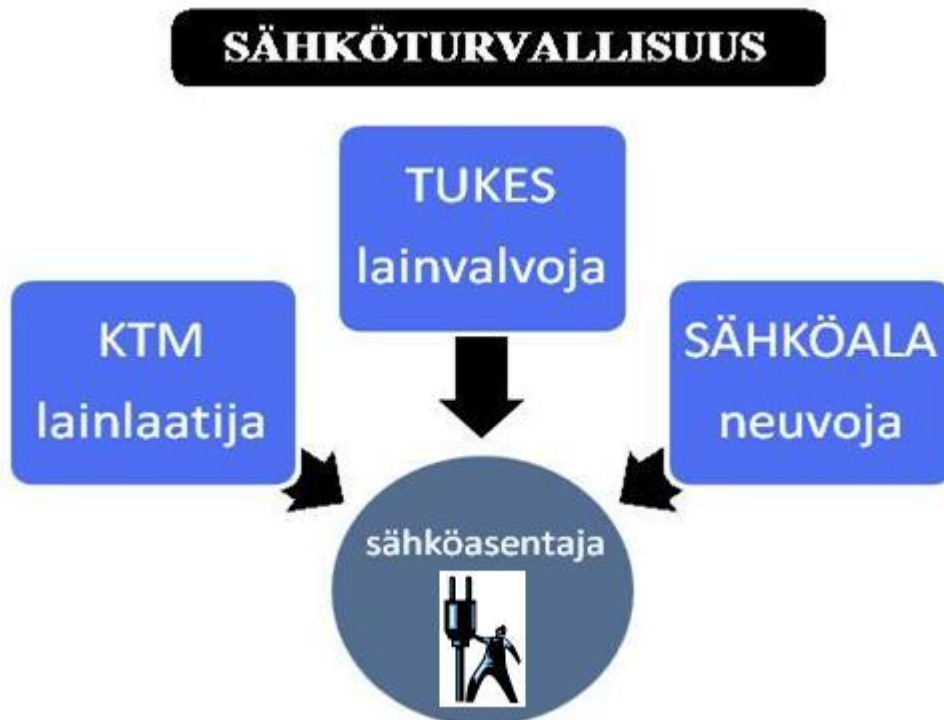 SÄHKÖTURVALLISUUS
TUKES
lainvalvoja
KTM
lainlaatija
SÄHKÖALA
neuvoja
sähköasentaja